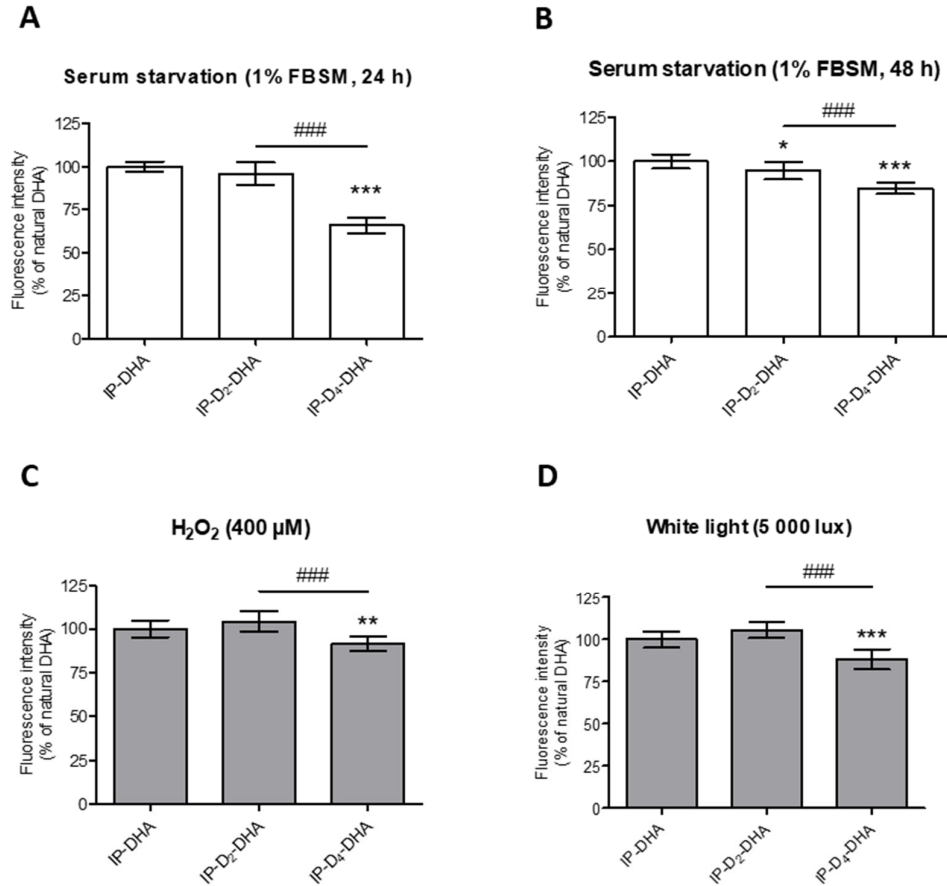 A
Serum starvation (1% FBSM, 24 h)
###
***
Fluorescence intensity
(% of natural DHA)
125
100
75
50
25
0
IP-DHA
IP-D₂-DHA
IP-D₄-DHA
B
Serum starvation (1% FBSM, 48 h)
###
*
***
Fluorescence intensity
(% of natural DHA)
125
100
75
50
25
0
IP-DHA
IP-D₂-DHA
IP-D₄-DHA
C
H₂O₂ (400 µM)
###
**
Fluorescence intensity
(% of natural DHA)
125
100
75
50
25
0
IP-DHA
IP-D₂-DHA
IP-D₄-DHA
D
White light (5 000 lux)
###
***
Fluorescence intensity
(% of natural DHA)
125
100
75
50
25
0
IP-DHA
IP-D₂-DHA
IP-D₄-DHA